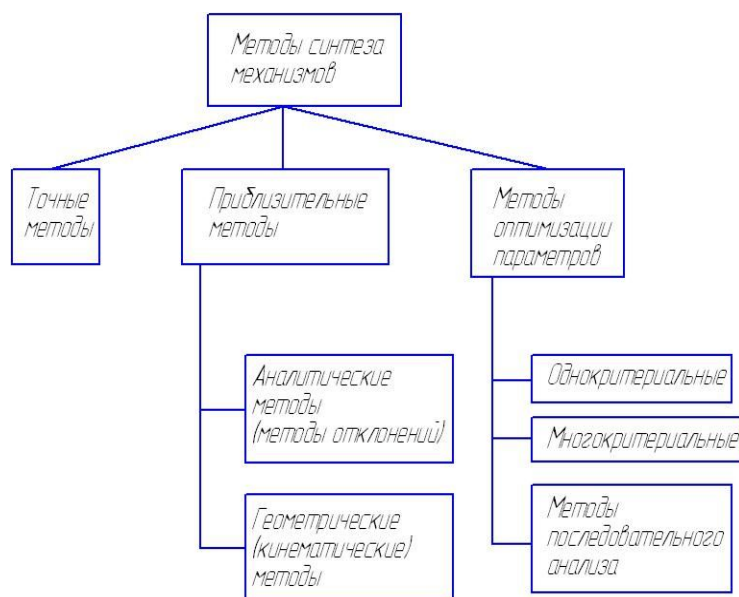 Методы синтеза
механизмов
Точные
методы
Приблизительные
методы
Методы
оптимизации
параметров
Аналитические
методы
(методы отклонений)
Геометрические
(кинематические)
методы
Однокритериальные
Многокритериальные
Методы
последовательного
анализа